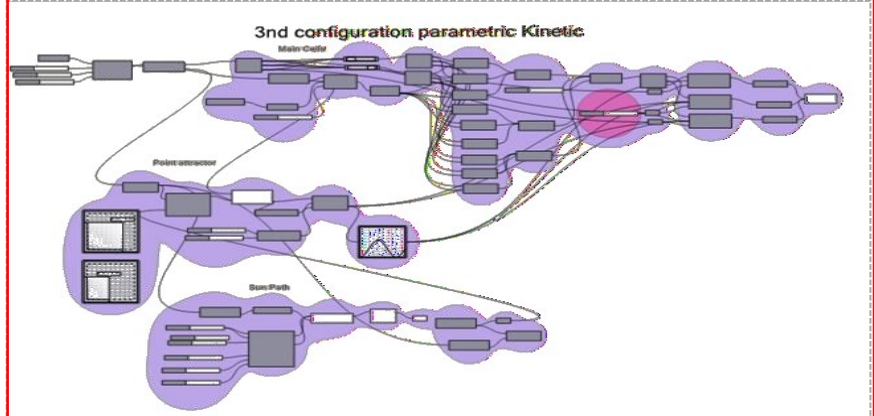 3nd configuration parametric Kinetic
Main Cells
Point attractor
Sun Path